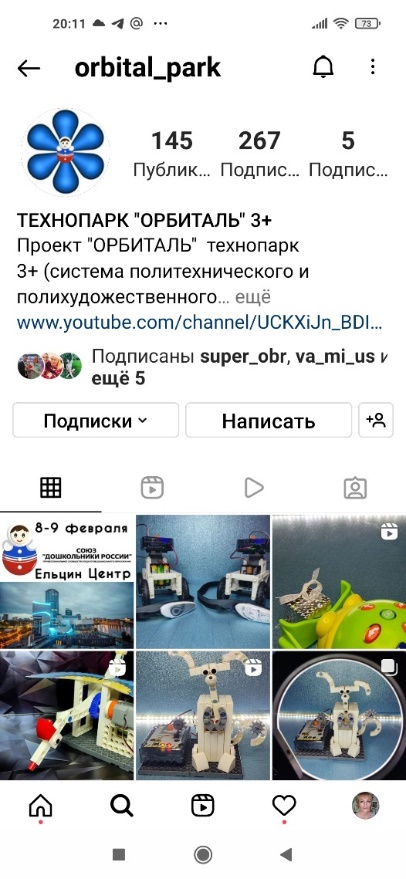 20:11
73
orbital_park
145 267 5
Публик... Подпис... Подпис...
ТЕХНОПАРК "ОРБИТАЛЬ" 3+
Проект "ОРБИТАЛЬ" технопарк
3+ (система политехнического и
полихудожественного... ещё
www.youtube.com/channel/UCKXiJn_BDI...
Подписаны super_obr, va_mi_us и
ещё 5
Подписки
Написать
8-9 февраля
СОЮЗ
"ДОШКОЛЬНИКИ РОССИИ"
Ельцин Центр